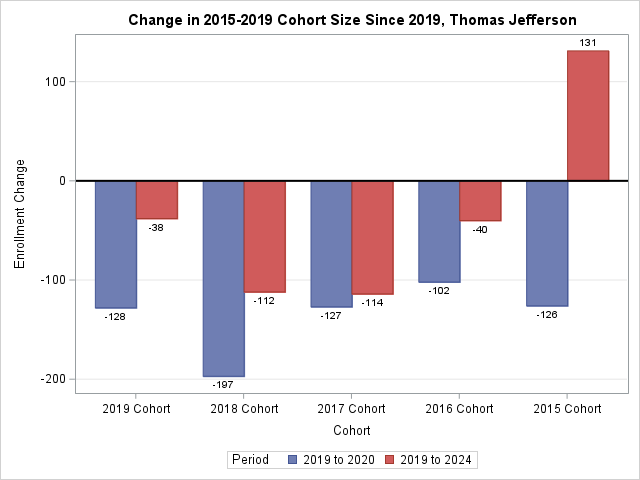 Change in 2015-2019 Cohort Size Since 2019, Thomas Jefferson
Enrollment Change
100
0
-100
-200
131
-38
-40
-128
-112
-197
-127
-114
-102
-126
2019 Cohort
2018 Cohort
2017 Cohort
2016 Cohort
2015 Cohort
Cohort
Period
2019 to 2020
2019 to 2024